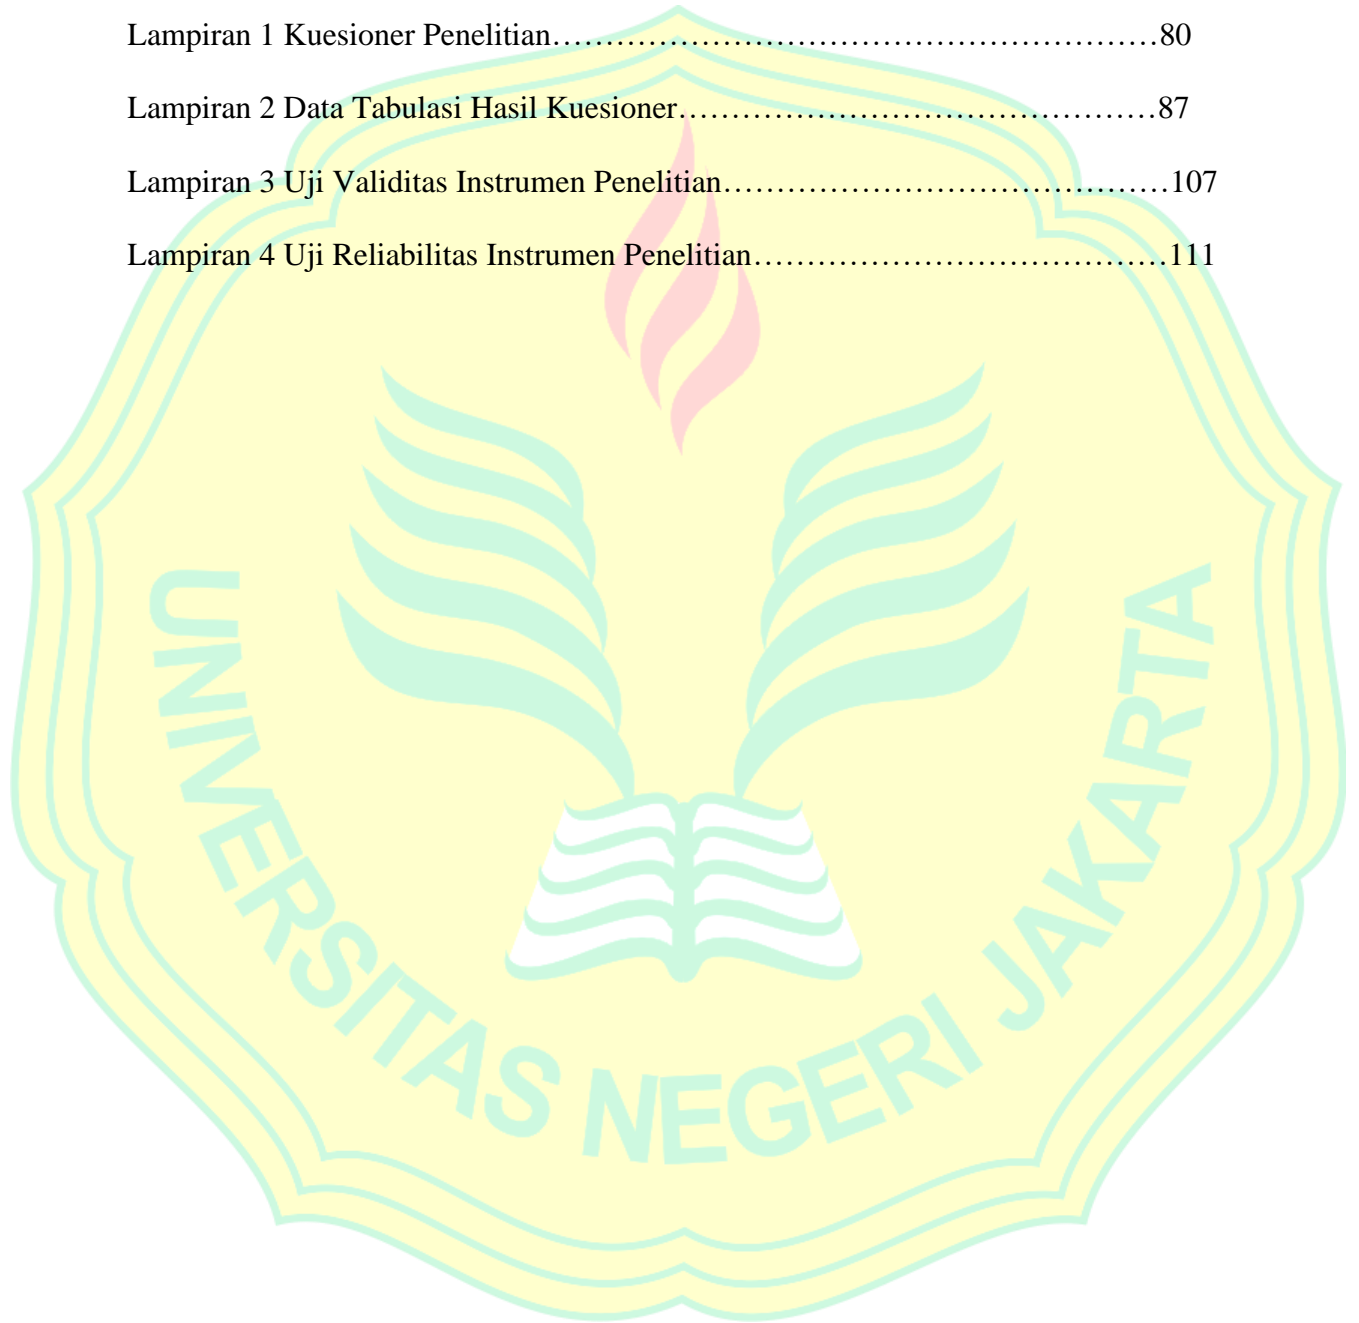 Lampiran 1 Kuesioner Penelitian……………………………………………………………80
Lampiran 2 Data Tabulasi Hasil Kuesioner………………………………………………87
Lampiran 3 Uji Validitas Instrumen Penelitian……………………………………………107
Lampiran 4 Uji Reliabilitas Instrumen Penelitian…………………………………………111
UNIVERSITAS NEGERI JAKARTA